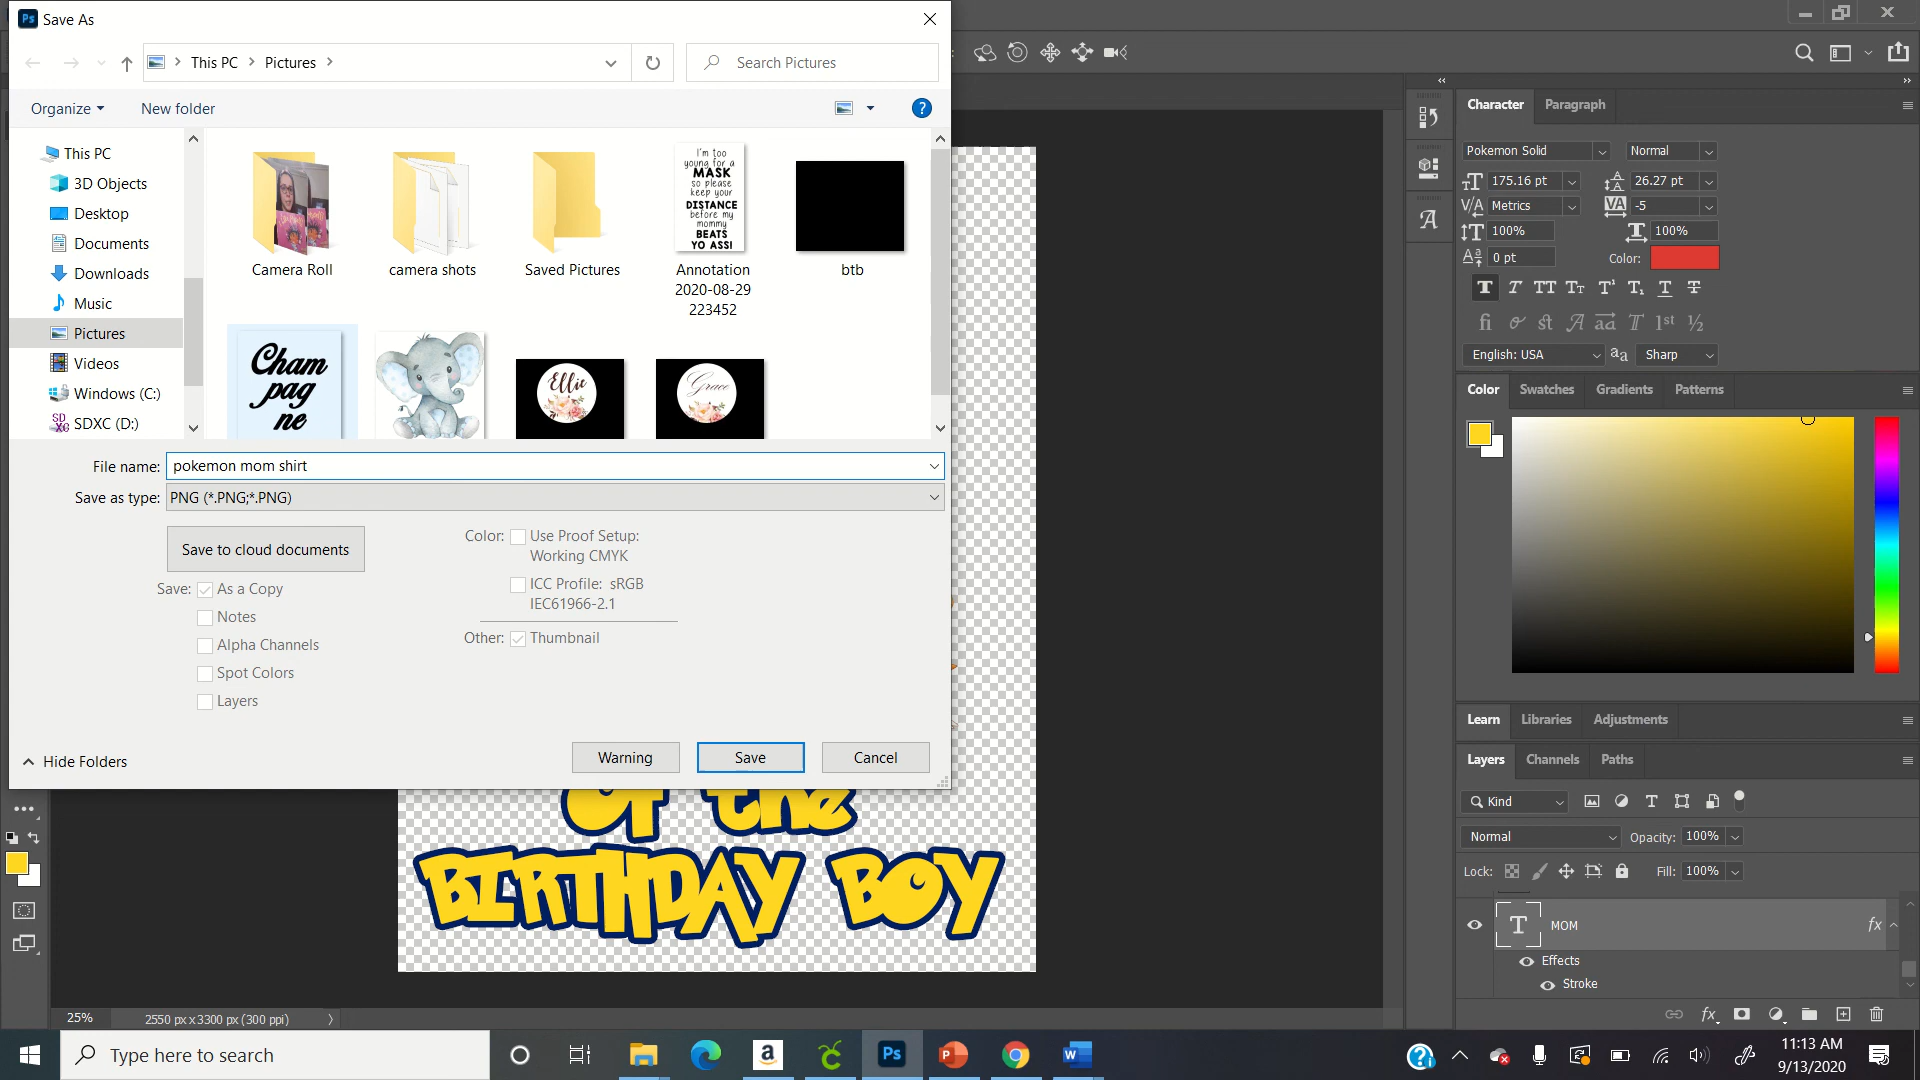 Ps Save As
This PC
Pictures
Search Pictures
Organize
New folder
?
This PC
3D Objects
Desktop
Documents
Downloads
Music
Pictures
Videos
Windows (C:)
SDXC (D:)
Camera Roll
camera shots
Saved Pictures
I'm too
young for a
MASK
so please
keep your
DISTANCE
before my
mommy
BEATS
YO ASS!
Annotation
2020-08-29
223452
btb
Cham
pag
ne
Ellie
Grace
File name: pokemon mom shirt
Save as type: PNG (*.PNG;*.PNG)
Save to cloud documents
Save: As a Copy
Notes
Alpha Channels
Spot Colors
Layers
Color: Use Proof Setup:
Working CMYK
ICC Profile: sRGB
IEC61966-2.1
Other: Thumbnail
Hide Folders
Warning
Save
Cancel
of the
BIRTHDAY BOY
25%
2550 px x 3300 px (300 ppi)
Character
Paragraph
Pokemon Solid
Normal
175.16 pt
26.27 pt
Metrics
-5
100%
100%
0 pt
Color:
English: USA
Sharp
Color
Swatches
Gradients
Patterns
Learn
Libraries
Adjustments
Layers
Channels
Paths
Kind
Normal
Opacity: 100%
Lock:
Fill: 100%
MOM
fx
Effects
Stroke
Type here to search
11:13 AM
9/13/2020